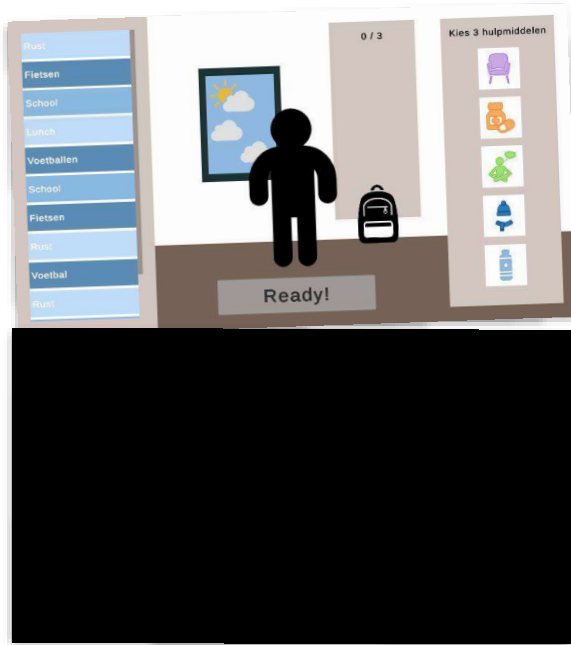 Rust
Fietsen
School
Lunch
Voetballen
School
Fietsen
Rust
Voetbal
Rust
0 / 3
Ready!
Kies 3 hulpmiddelen